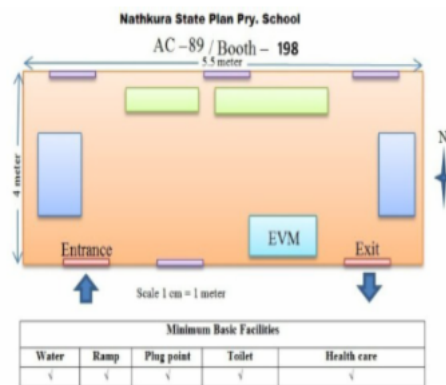 Nathkura State Plan Pry. School
AC –89 / Booth – 198
5.5 meter
4 meter
N
EVM
Entrance
Exit
Scale 1 cm = 1 meter
Minimum Basic Facilities
Water Ramp Plug point Toilet Health care
√ √ √ √ √